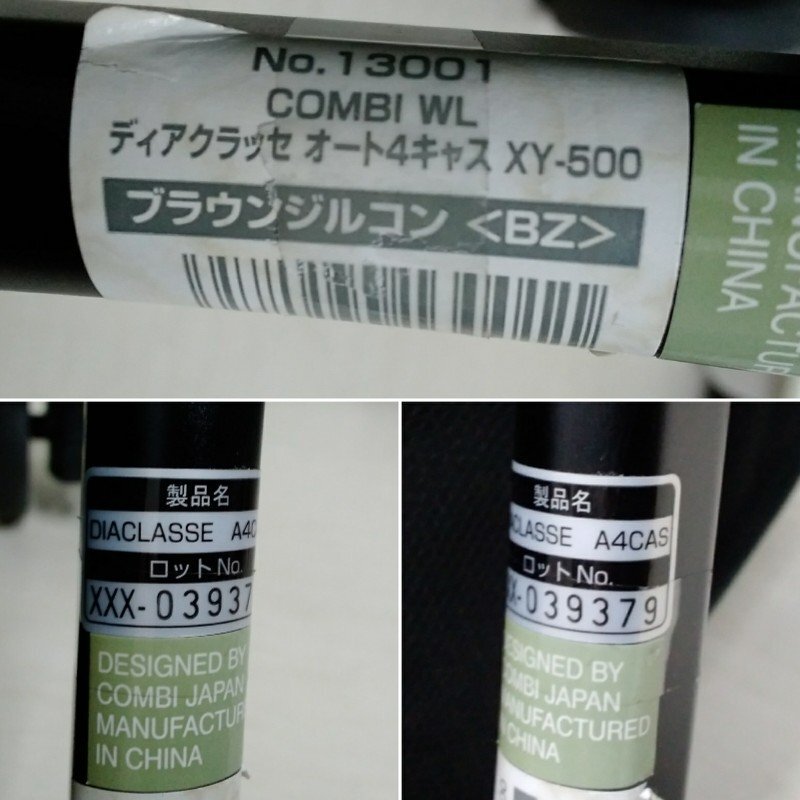 No.13001
COMBI WL
ディアクラッセ オート4キャス XY-500
ブラウンジルコン <BZ>
IN CHINA
製品名
DIACLASSE A4C
ロットNo.
XXX-03937
DESIGNED BY
COMBI JAPAN
MANUFACTUR
IN CHINA
製品名
ACLASSE A4CAS
ロットNo.
X-039379
ESIGNED BY
COMBI JAPAN
MANUFACTURED
N CHINA